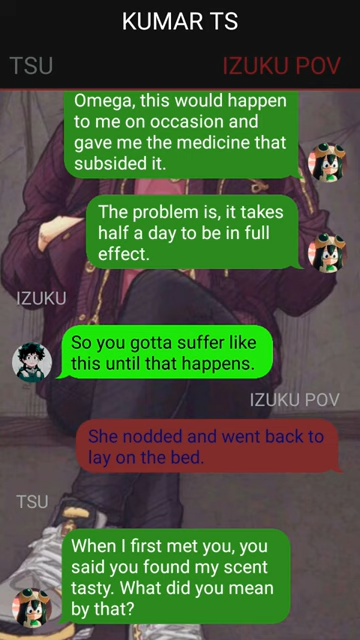 KUMAR TS
TSU
IZUKU POV
Omega, this would happen
to me on occasion and
gave me the medicine that
subsided it.
The problem is, it takes
half a day to be in full
effect.
IZUKU
So you gotta suffer like
this until that happens.
IZUKU POV
She nodded and went back to
lay on the bed.
TSU
When I first met you, you
said you found my scent
tasty. What did you mean
by that?